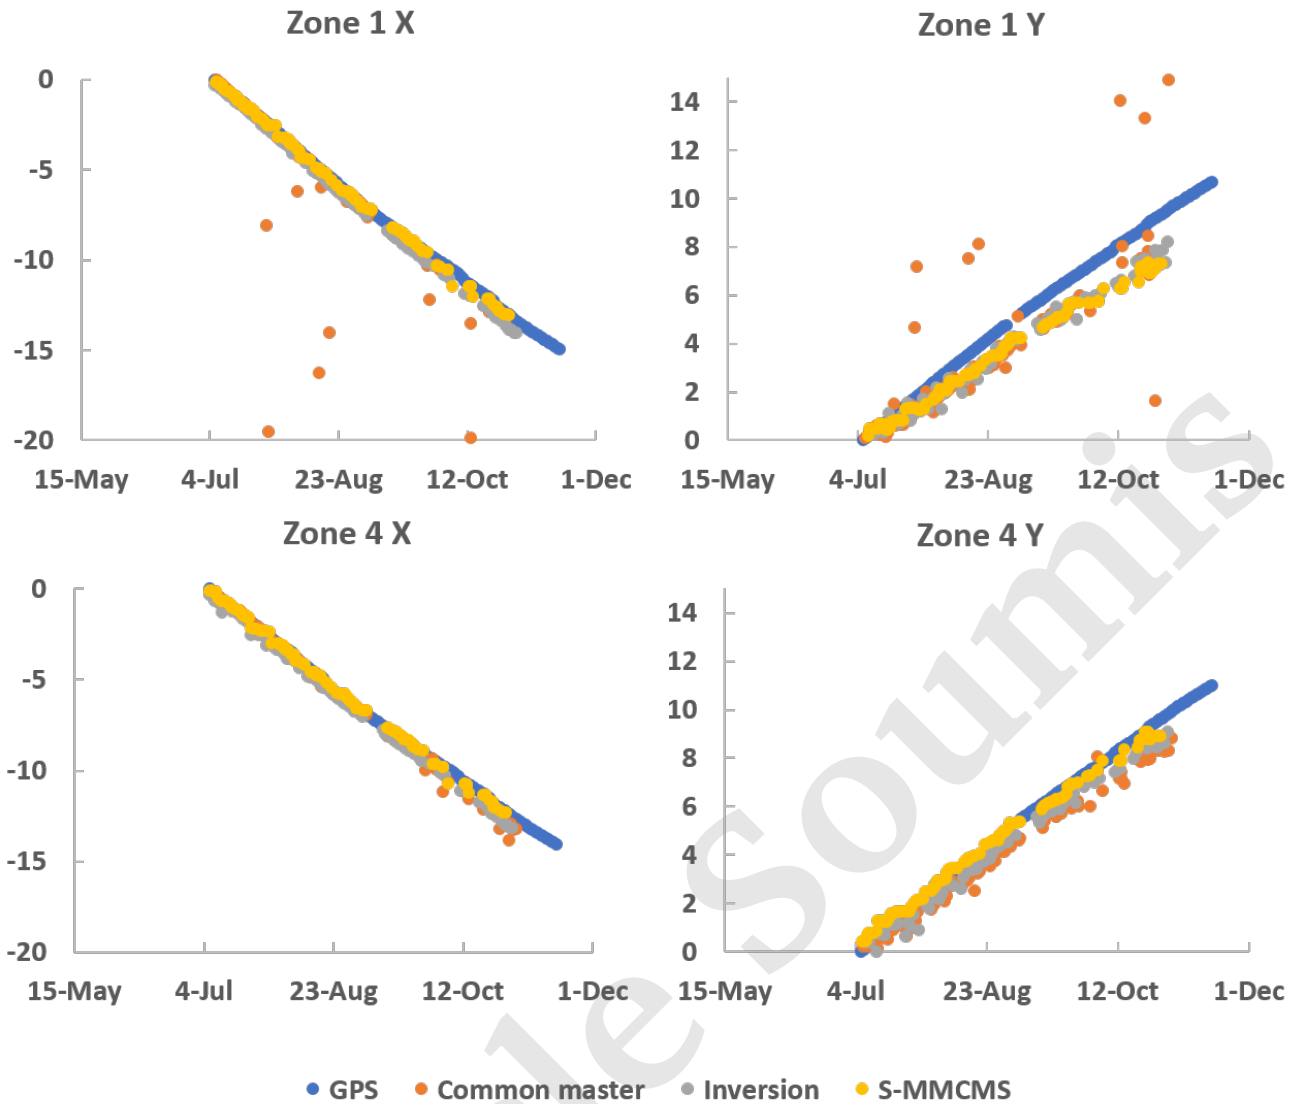 Zone 1 X
Zone 1 Y
0
-5
-10
-15
-20
15-May 4-Jul 23-Aug 12-Oct 1-Dec
14
12
10
8
6
4
2
0
15-May 4-Jul 23-Aug 12-Oct 1-Dec
Zone 4 X
Zone 4 Y
0
-5
-10
-15
-20
15-May 4-Jul 23-Aug 12-Oct 1-Dec
14
12
10
8
6
4
2
0
15-May 4-Jul 23-Aug 12-Oct 1-Dec
GPS Common master Inversion S-MMCMS
le Soumis